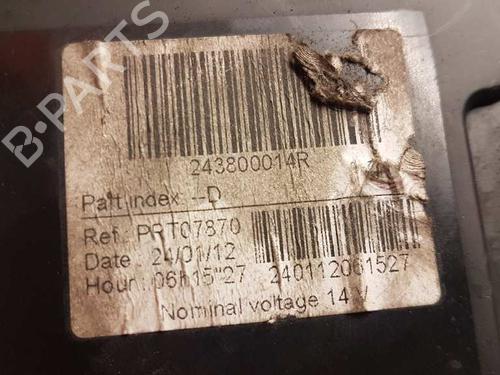 B-PARTS
243800014R
Part index --D
Ref : PRT07870
Date : 24/01/12
Hour : 06h15'27
240112061527
Nominal voltage 14 V